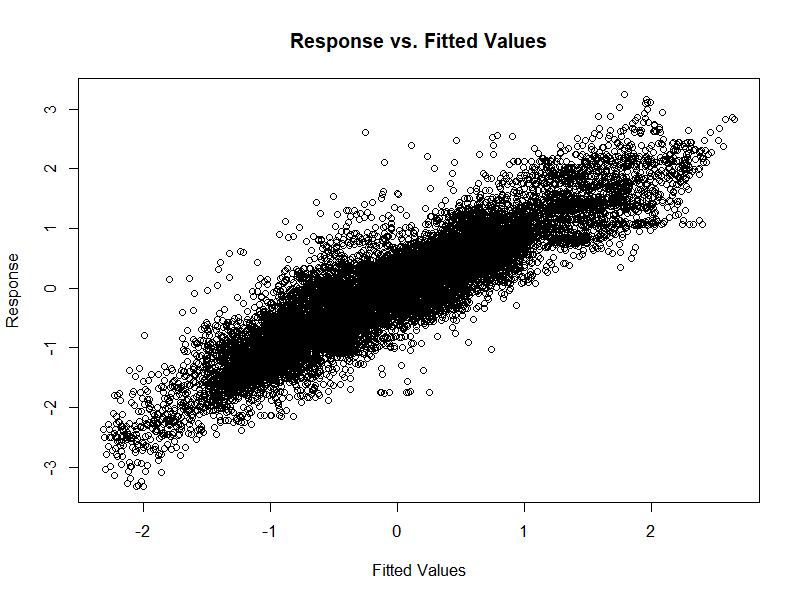 Response vs. Fitted Values
3
2
1
0
-1
-2
-3
Response
-2 -1 0 1 2
Fitted Values